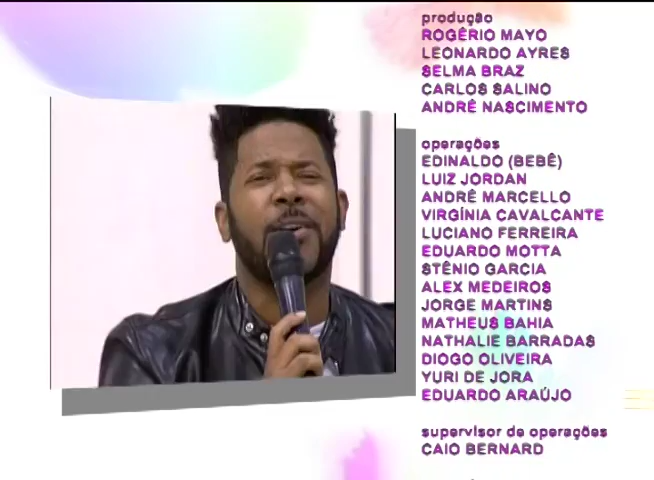 produção
ROGÉRIO MAYO
LEONARDO AYRES
SELMA BRAZ
CARLOS SALINO
ANDRÉ NASCIMENTO
operações
EDINALDO (BEBÊ)
LUIZ JORDAN
ANDRÉ MARCELLO
VIRGÍNIA CAVALCANTE
LUCIANO FERREIRA
EDUARDO MOTTA
STÊNIO GARCIA
ALEX MEDEIROS
JORGE MARTINS
MATHEUS BAHIA
NATHALIE BARRADAS
DIOGO OLIVEIRA
YURI DE JORA
EDUARDO ARAÚJO
supervisor de operações
CAIO BERNARD